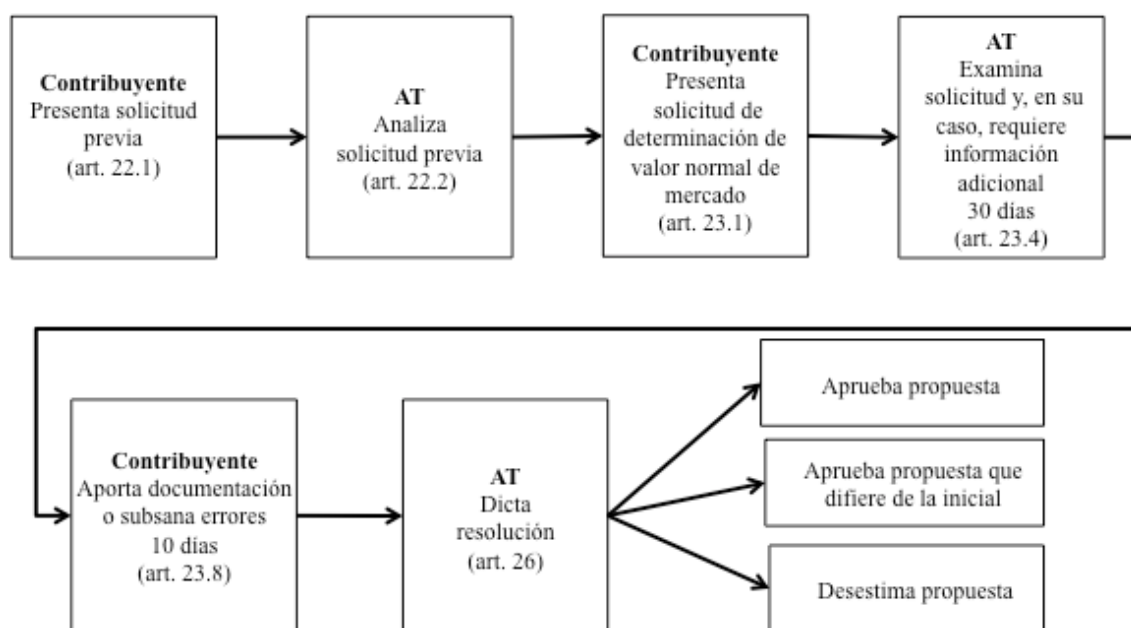 Contribuyente
Presenta solicitud
previa
(art. 22.1)
AT
Analiza
solicitud previa
(art. 22.2)
Contribuyente
Presenta
solicitud de
determinación de
valor normal de
mercado
(art. 23.1)
AT
Examina
solicitud y, en su
caso, requiere
información
adicional
30 días
(art. 23.4)
Contribuyente
Aporta documentación
o subsana errores
10 días
(art. 23.8)
AT
Dicta
resolución
(art. 26)
Aprueba propuesta
Aprueba propuesta que
difiere de la inicial
Desestima propuesta